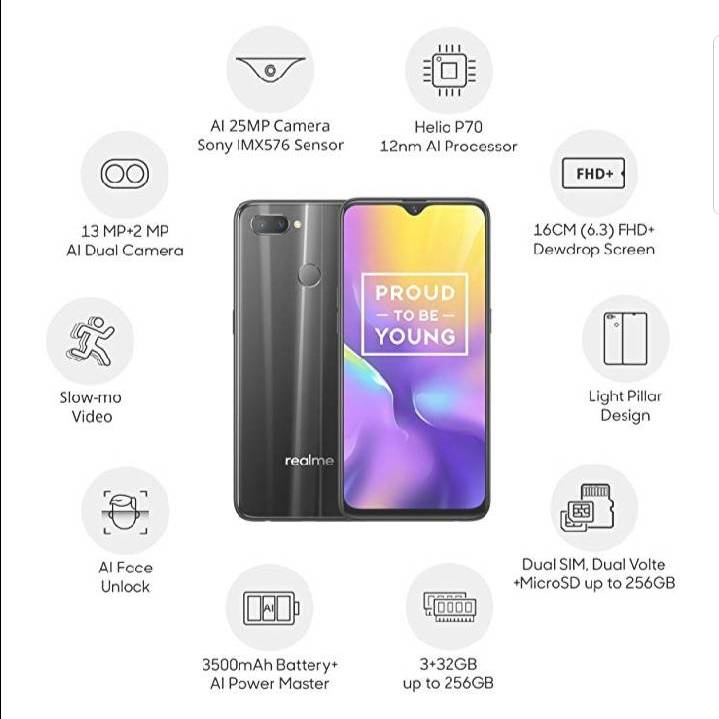 AI 25MP Camera
Sony IMX576 Sensor
Helio P70
12nm AI Processor
13 MP+2 MP
AI Dual Camera
FHD+
16CM (6.3) FHD+
Dewdrop Screen
PROUD
— TO BE —
YOUNG
realme
Slow-mo
Video
Light Pillar
Design
AI Face
Unlock
Dual SIM, Dual Volte
+MicroSD up to 256GB
AI
3500mAh Battery+
AI Power Master
3+32GB
up to 256GB